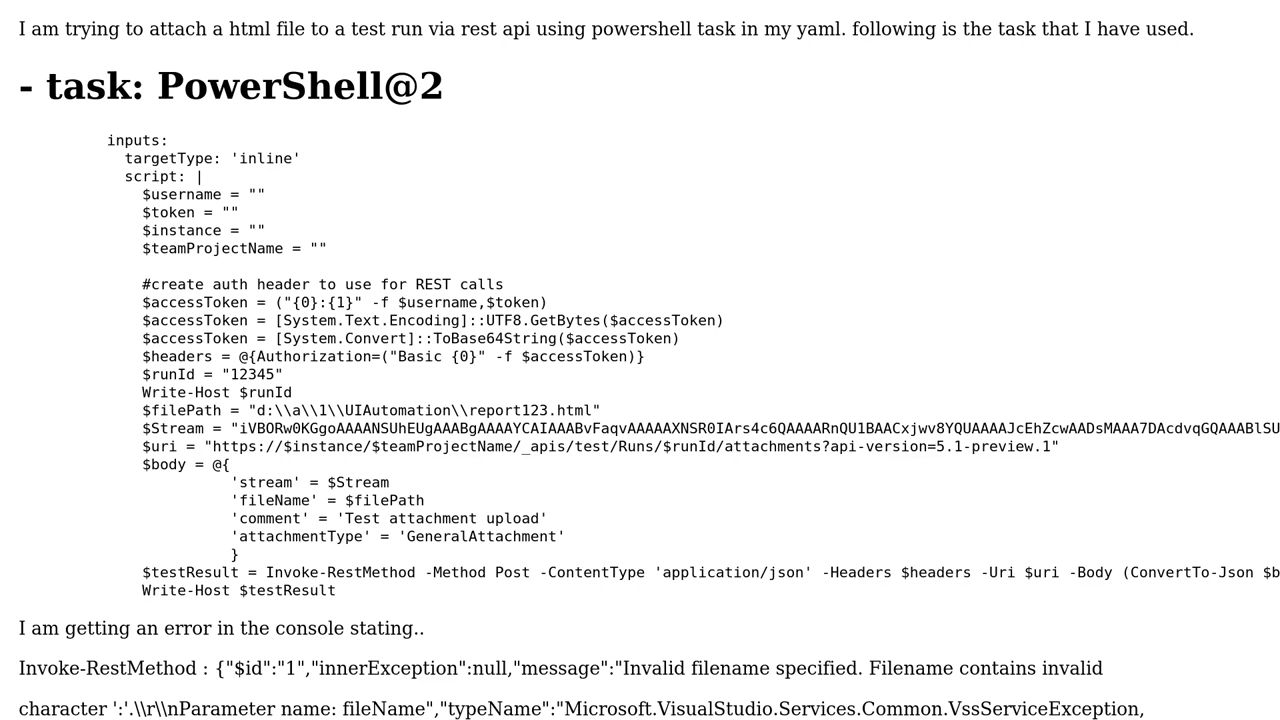 I am trying to attach a html file to a test run via rest api using powershell task in my yaml. following is the task that I have used.
- task: PowerShell@2
inputs:
targetType: 'inline'
script: |
$username = ""
$token = ""
$instance = ""
$teamProjectName = ""
#create auth header to use for REST calls
$accessToken = ("{0}:{1}" -f $username,$token)
$accessToken = [System.Text.Encoding]::UTF8.GetBytes($accessToken)
$accessToken = [System.Convert]::ToBase64String($accessToken)
$headers = @{Authorization=("Basic {0}" -f $accessToken)}
$runId = "12345"
Write-Host $runId
$filePath = "d:\\a\\1\\UIAutomation\\report123.html"
$Stream = "iVBORw0KGgoAAAANSUhEUgAAABgAAAAYCAIAAABvFaqvAAAAAXNSR0IArs4c6QAAAARnQU1BAACxjwv8YQUAAAAJcEhZcwAADsMAAA7DAcdvqGQAAABlSU
$uri = "https://$instance/$teamProjectName/_apis/test/Runs/$runId/attachments?api-version=5.1-preview.1"
$body = @{
'stream' = $Stream
'fileName' = $filePath
'comment' = 'Test attachment upload'
'attachmentType' = 'GeneralAttachment'
}
$testResult = Invoke-RestMethod -Method Post -ContentType 'application/json' -Headers $headers -Uri $uri -Body (ConvertTo-Json $b
Write-Host $testResult
I am getting an error in the console stating..
Invoke-RestMethod : {"$id":"1","innerException":null,"message":"Invalid filename specified. Filename contains invalid
character ':'.\\r\\nParameter name: fileName","typeName":"Microsoft.VisualStudio.Services.Common.VssServiceException,